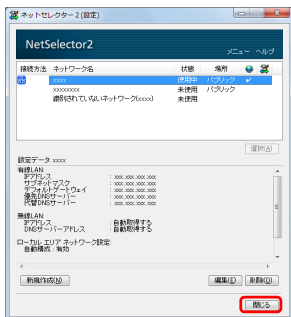 ネットセレクター2(設定)
NetSelector2
メニュー ヘルプ
接続方法 ネットワーク名 状態 場所
xxxx 使用中 パブリック
xxxxxxxx 未使用 パブリック
識別されていないネットワーク(xxxx) 未使用
選択(A)
設定データ: xxxx
有線LAN:
IPアドレス : xxx.xxx.xxx.xxx
サブネットマスク : xxx.xxx.xxx.xxx
デフォルトゲートウェイ : xxx.xxx.xxx.xxx
優先DNSサーバー : xxx.xxx.xxx.xxx
代替DNSサーバー : xxx.xxx.xxx.xxx
無線LAN:
IPアドレス : 自動取得する
DNSサーバーアドレス : 自動取得する
ローカル エリア ネットワーク設定:
自動構成 : 有効
新規作成(N) 編集(E) 削除(D)
閉じる